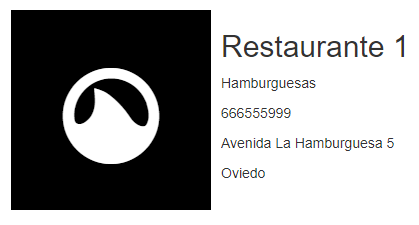 Restaurante 1
Hamburguesas
666555999
Avenida La Hamburguesa 5
Oviedo